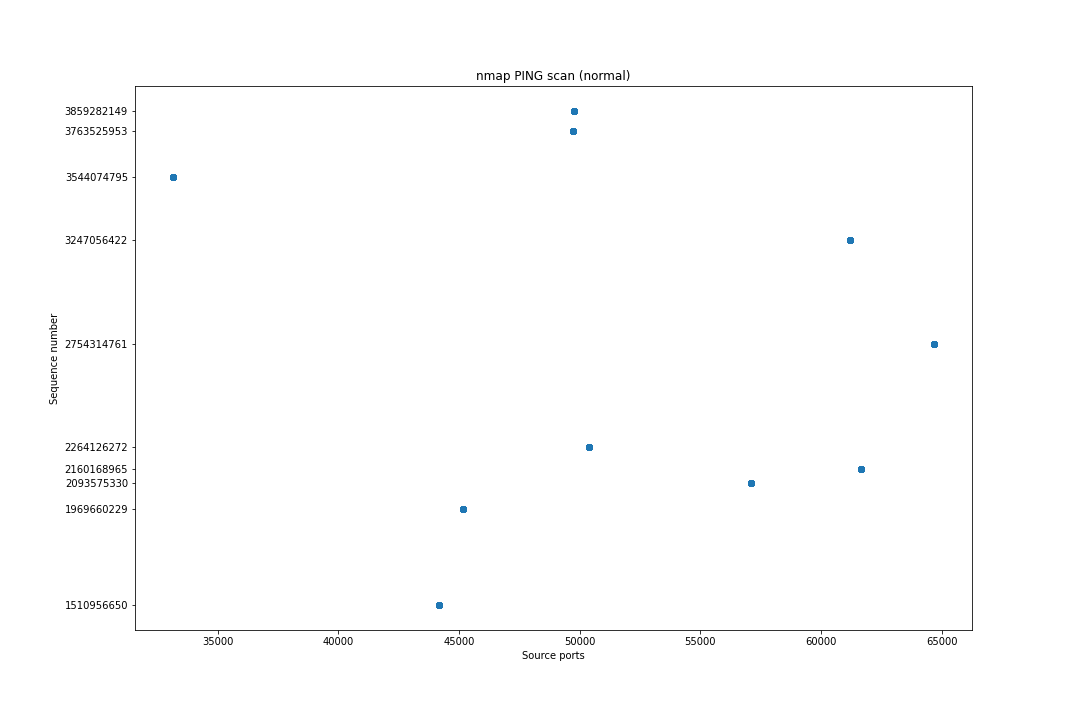 nmap PING scan (normal)
3859282149
3763525953
3544074795
3247056422
2754314761
2264126272
2160168965
2093575330
1969660229
1510956650
Sequence number
35000 40000 45000 50000 55000 60000 65000
Source ports